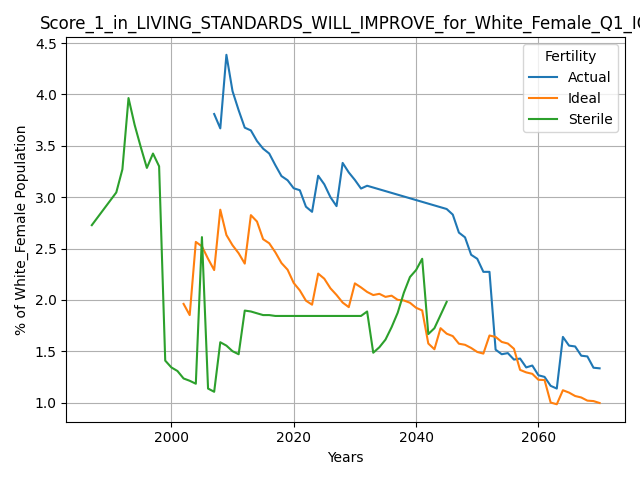 Score_1_in_LIVING_STANDARDS_WILL_IMPROVE_for_White_Female_Q1_IC
4.5
4.0
3.5
3.0
2.5
2.0
1.5
1.0
% of White_Female Population
Fertility
Actual
Ideal
Sterile
2000
2020
2040
2060
Years